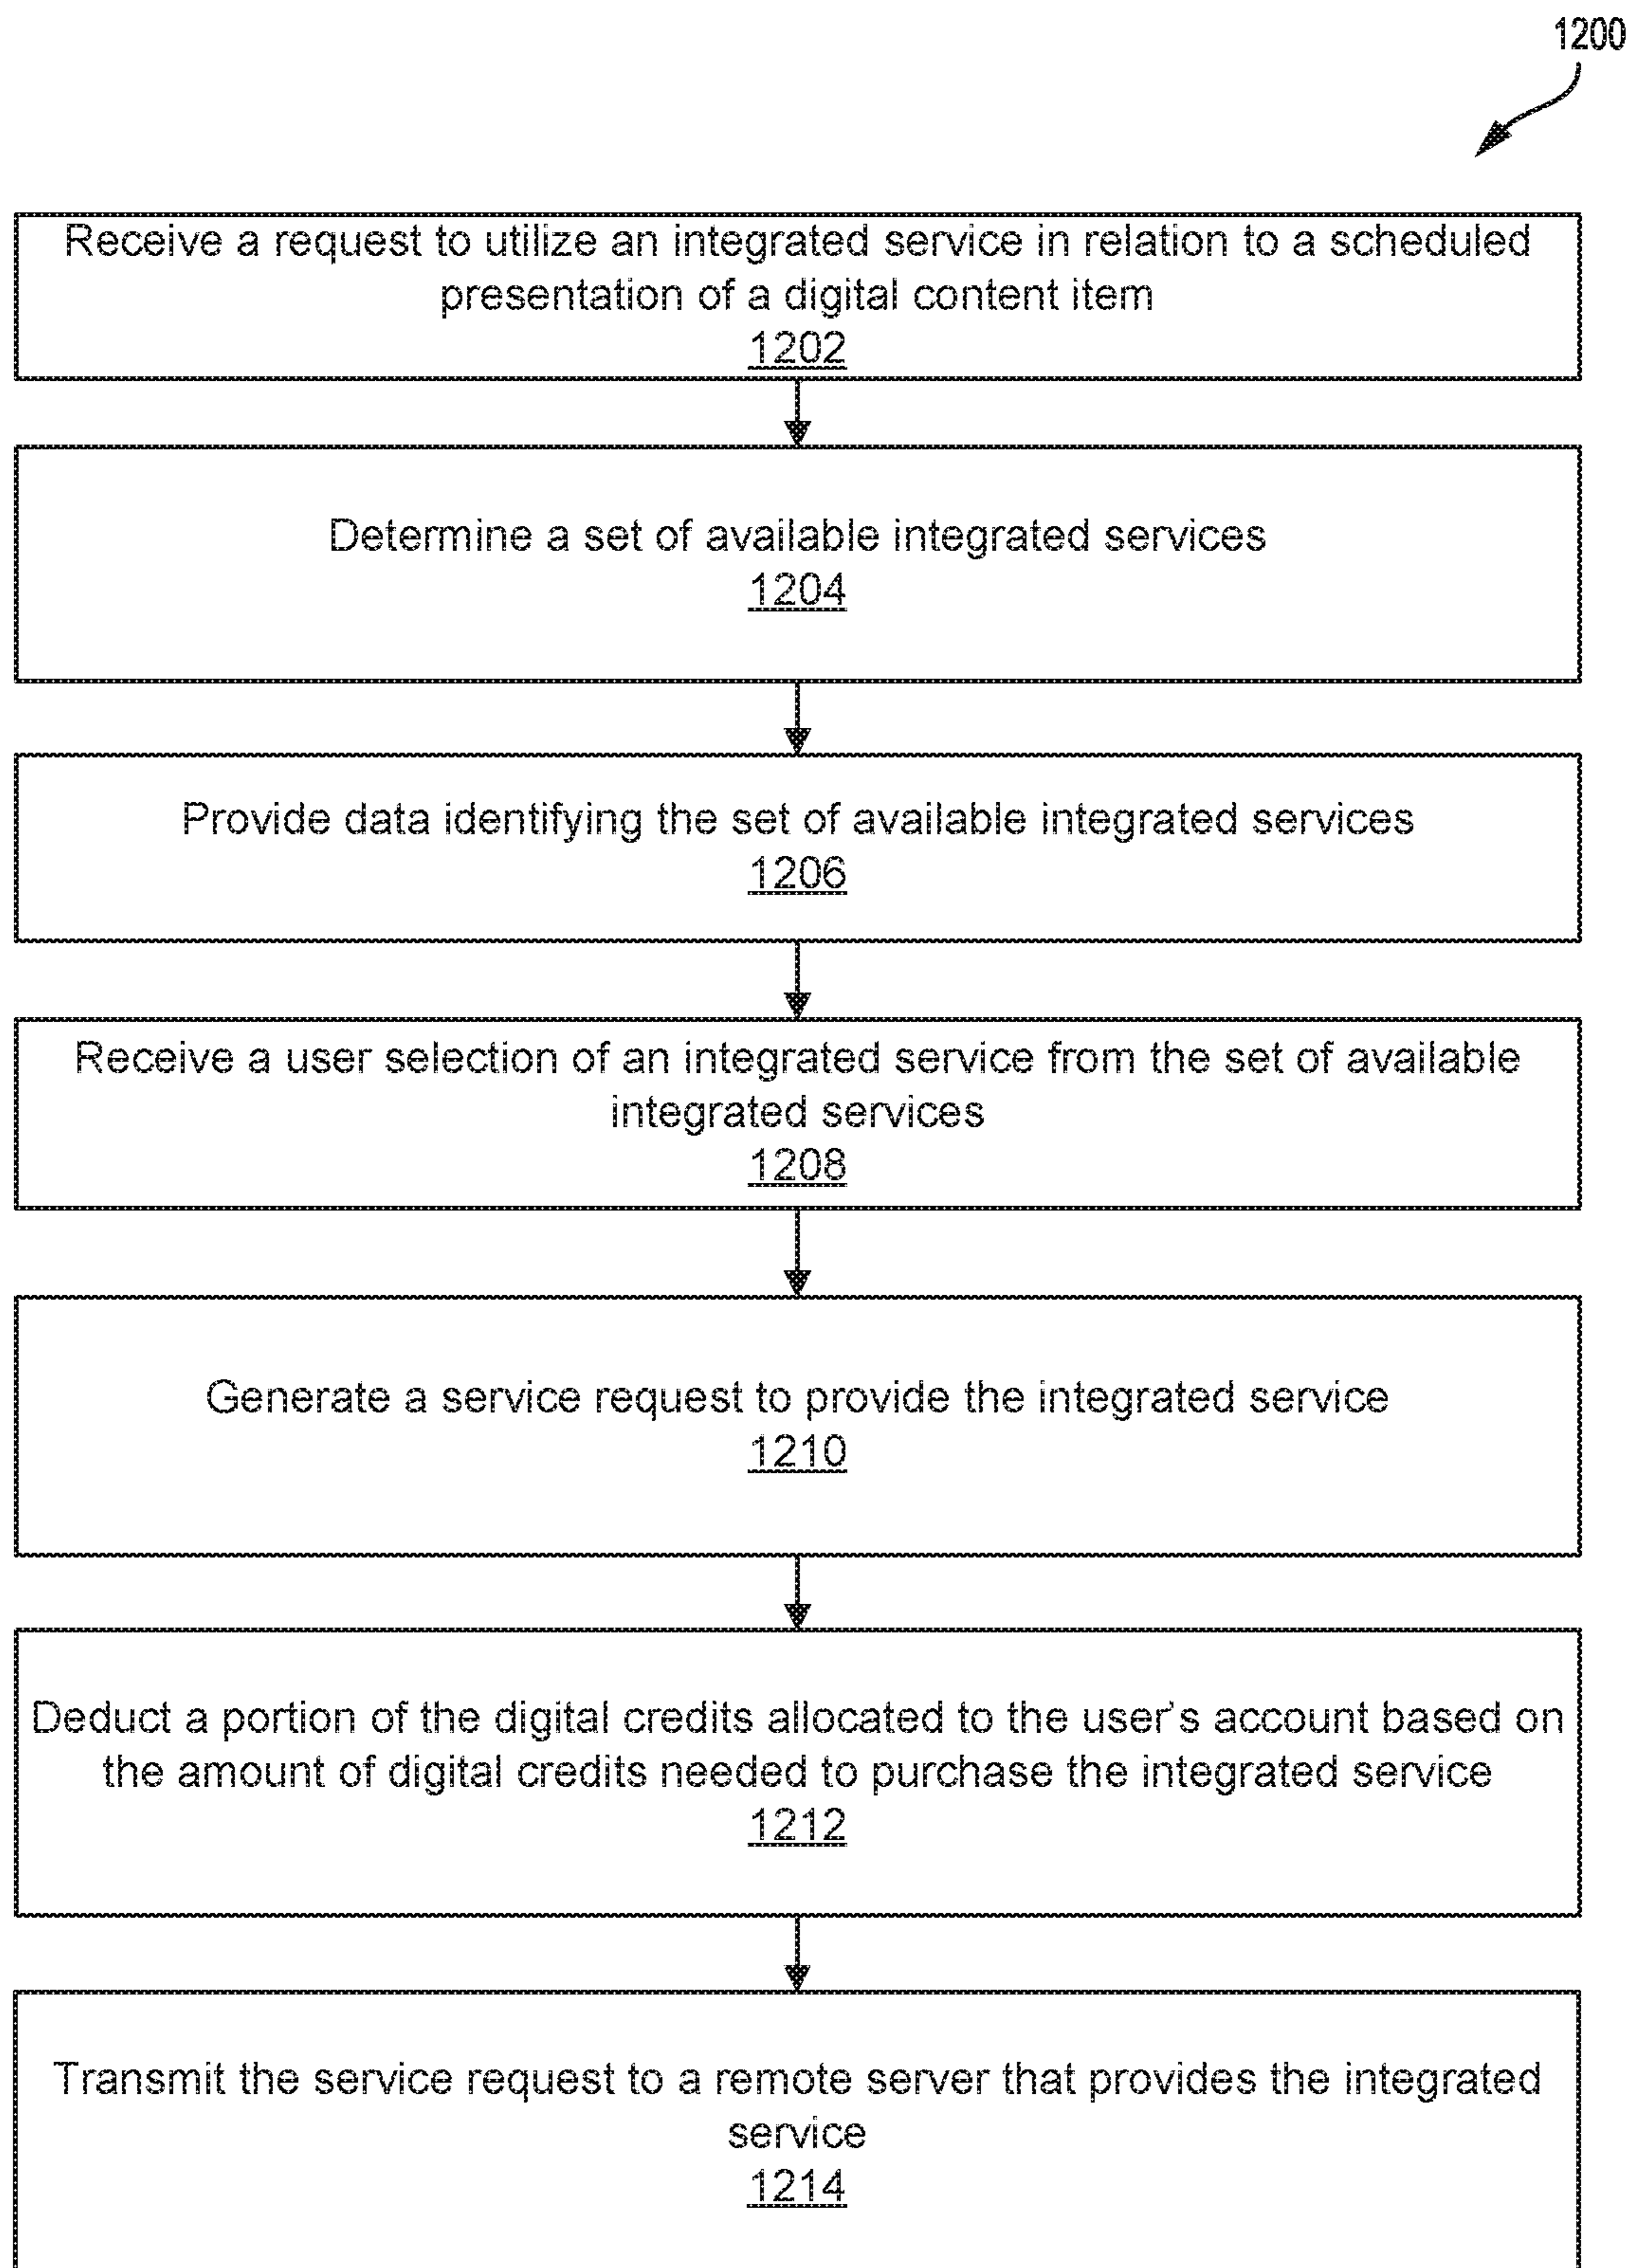 1200
Receive a request to utilize an integrated service in relation to a scheduled
presentation of a digital content item
1202
Determine a set of available integrated services
1204
Provide data identifying the set of available integrated services
1206
Receive a user selection of an integrated service from the set of available
integrated services
1208
Generate a service request to provide the integrated service
1210
Deduct a portion of the digital credits allocated to the user's account based on
the amount of digital credits needed to purchase the integrated service
1212
Transmit the service request to a remote server that provides the integrated
service
1214